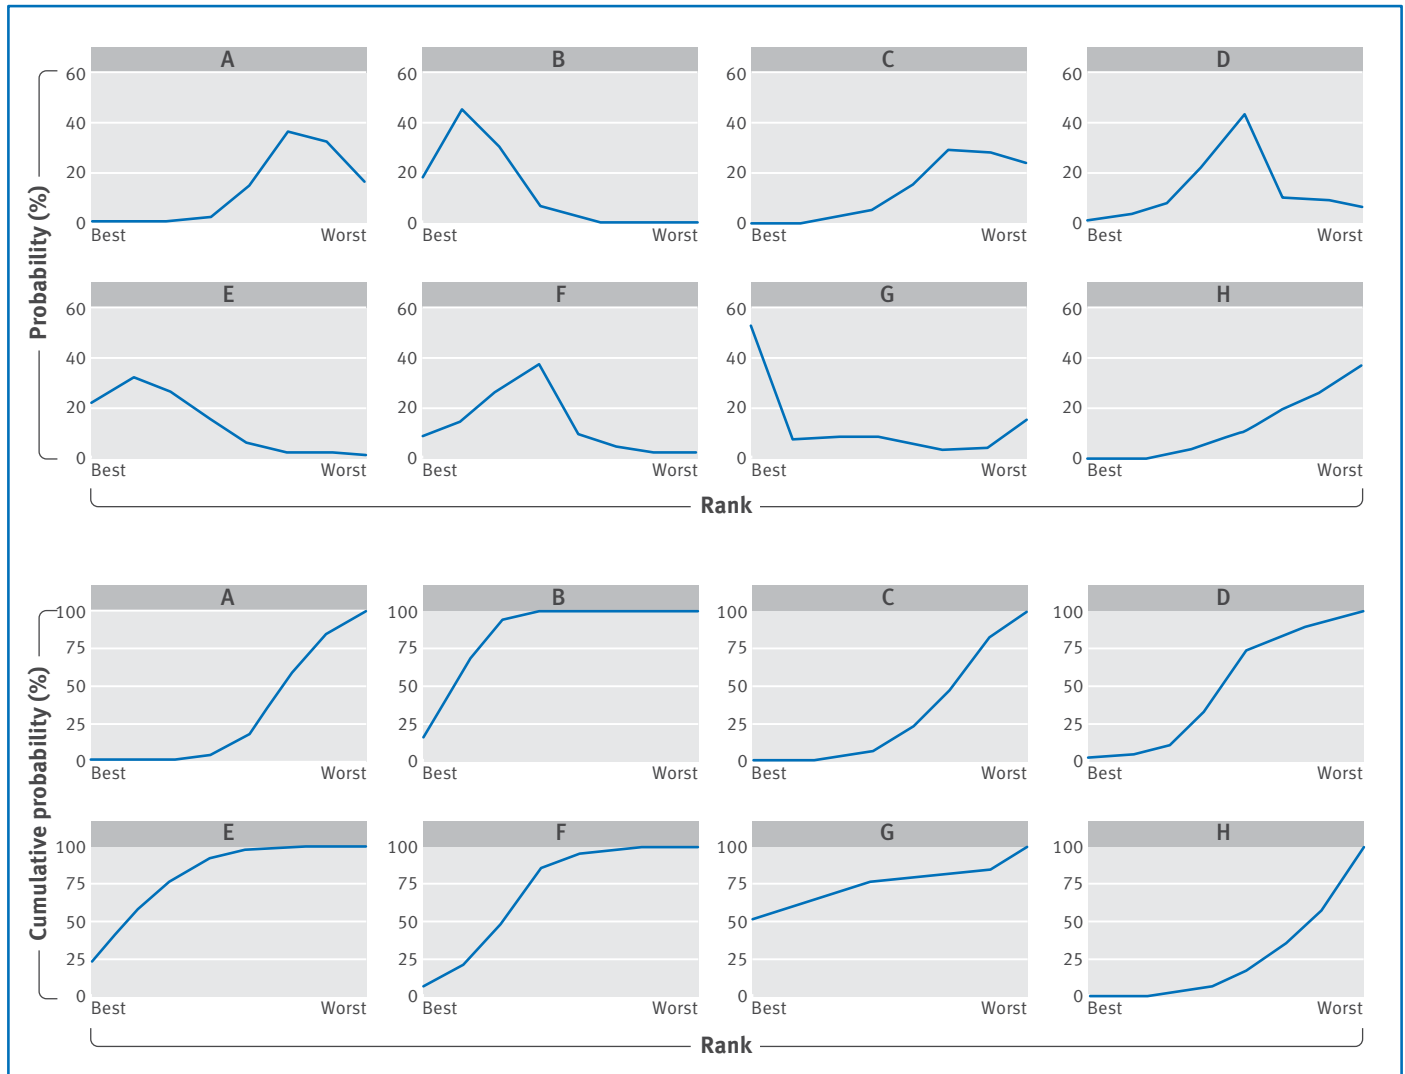 A B C D
60 60 60 60
40 40 40 40
20 20 20 20
0 0 0 0
Best Worst Best Worst Best Worst Best Worst
E F G H
60 60 60 60
40 40 40 40
20 20 20 20
0 0 0 0
Best Worst Best Worst Best Worst Best Worst
Probability (%)
Rank
A B C D
100 100 100 100
75 75 75 75
50 50 50 50
25 25 25 25
0 0 0 0
Best Worst Best Worst Best Worst Best Worst
E F G H
100 100 100 100
75 75 75 75
50 50 50 50
25 25 25 25
0 0 0 0
Best Worst Best Worst Best Worst Best Worst
Cumulative probability (%)
Rank